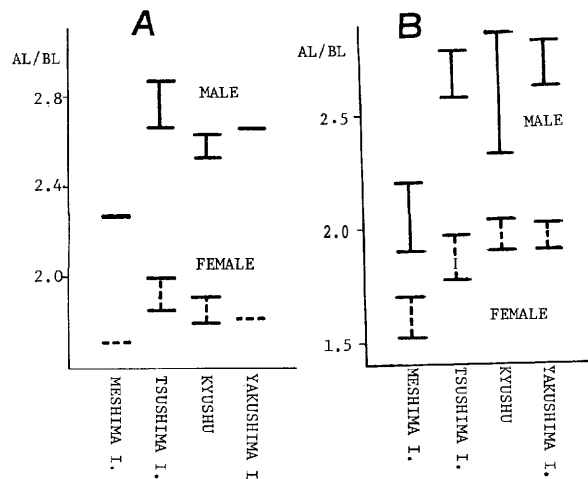 A
AL/BL
2.8
MALE
2.4
FEMALE
2.0
MESHIMA I.
TSUSHIMA I.
KYUSHU
YAKUSHIMA I
B
AL/BL
2.5
MALE
2.0
FEMALE
1.5
MESHIMA I.
TSUSHIMA I.
KYUSHU
YAKUSHIMA I.